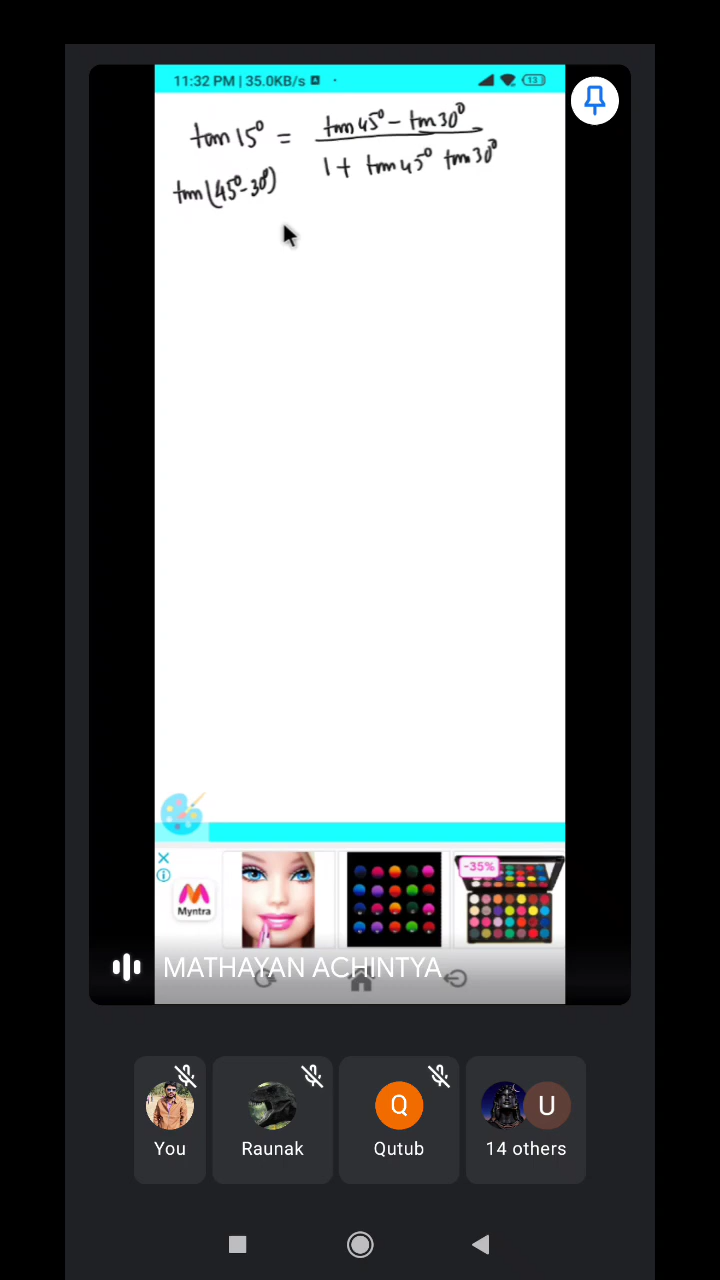 11:32 PM | 35.0KB/s
13
tan 15° = tan 45° - tan 30°
1 + tan 45° tan 30°
tan(45°-30°)
Myntra
-35%
MATHAYAN ACHINTYA
Q
U
You
Raunak
Qutub
14 others